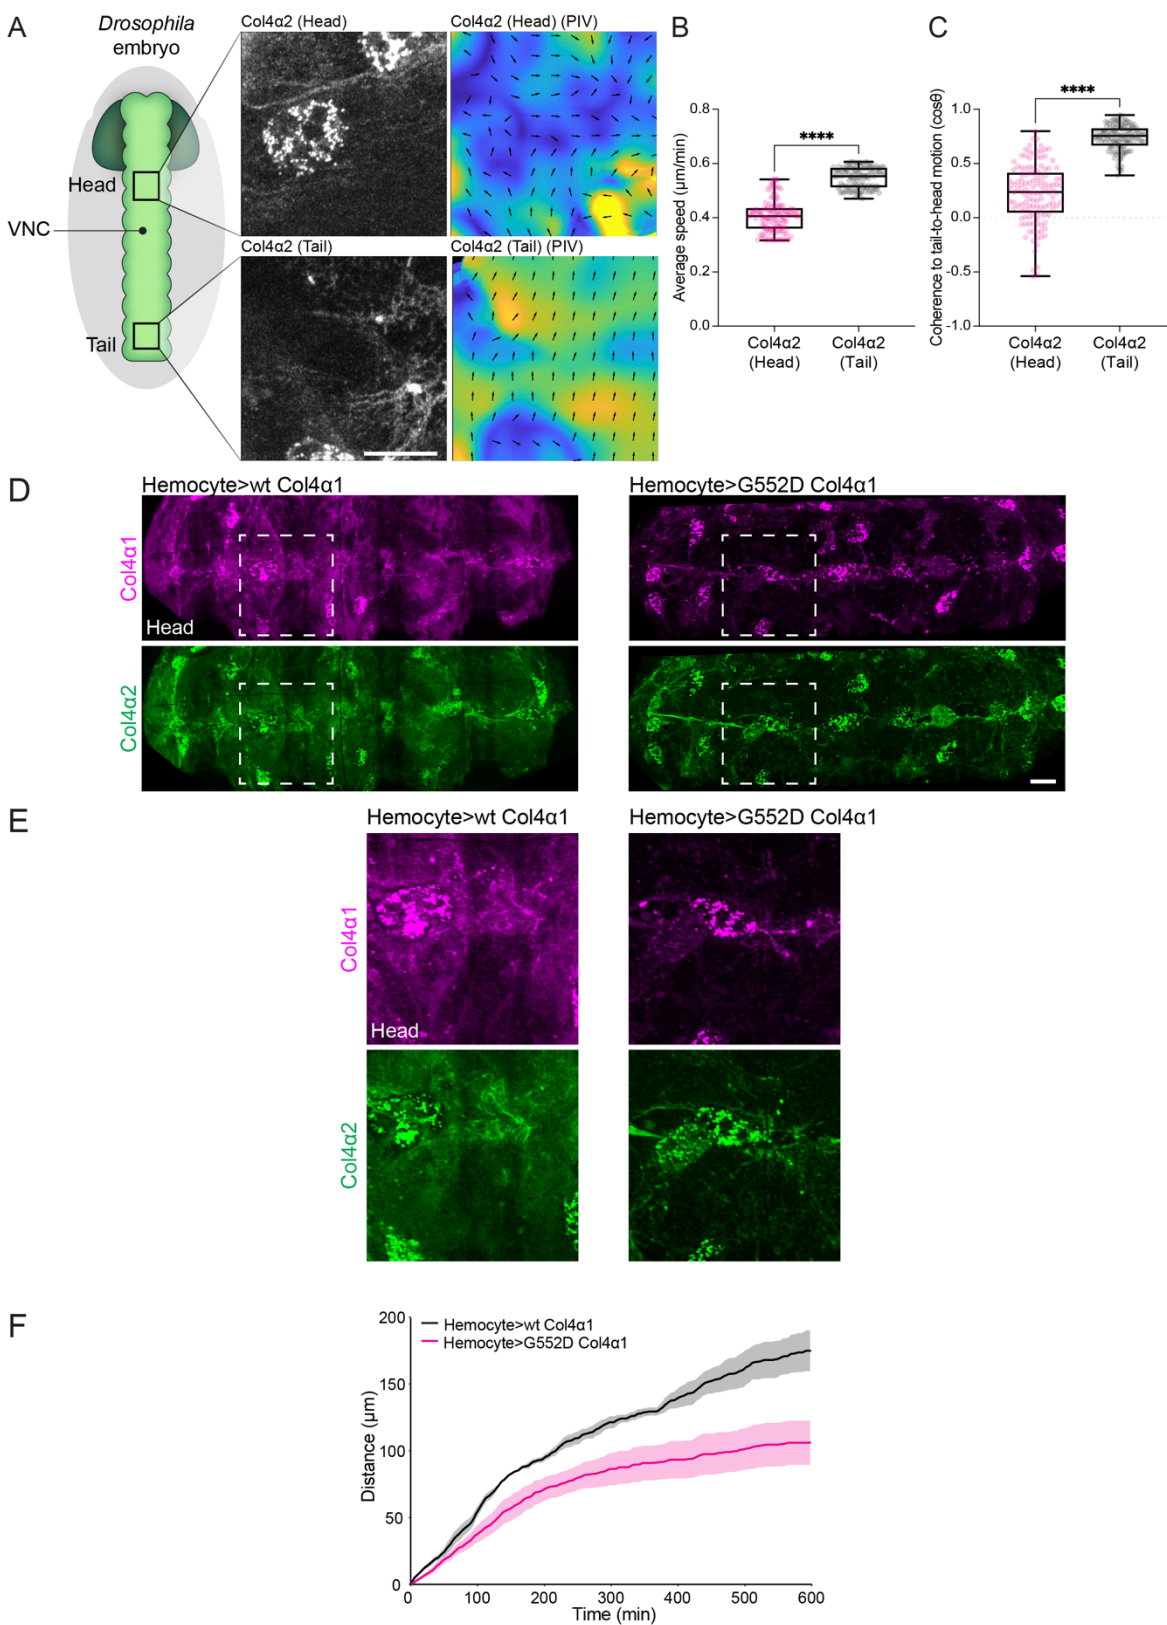 A
Drosophila
embryo
Head
VNC
Tail
Col4α2 (Head)
Col4α2 (Head) (PIV)
Col4α2 (Tail)
Col4α2 (Tail) (PIV)
B
Average speed (μm/min)
0.8
0.6
0.4
0.2
0.0
****
Col4α2
(Head)
Col4α2
(Tail)
C
Coherence to tail-to-head motion (cosθ)
1.0
0.5
0.0
-0.5
-1.0
****
Col4α2
(Head)
Col4α2
(Tail)
D
Hemocyte>wt Col4α1
Hemocyte>G552D Col4α1
Col4α1
Head
Col4α2
E
Hemocyte>wt Col4α1
Hemocyte>G552D Col4α1
Col4α1
Head
Col4α2
F
Distance (μm)
200
150
100
50
0
Hemocyte>wt Col4α1
Hemocyte>G552D Col4α1
0 100 200 300 400 500 600
Time (min)